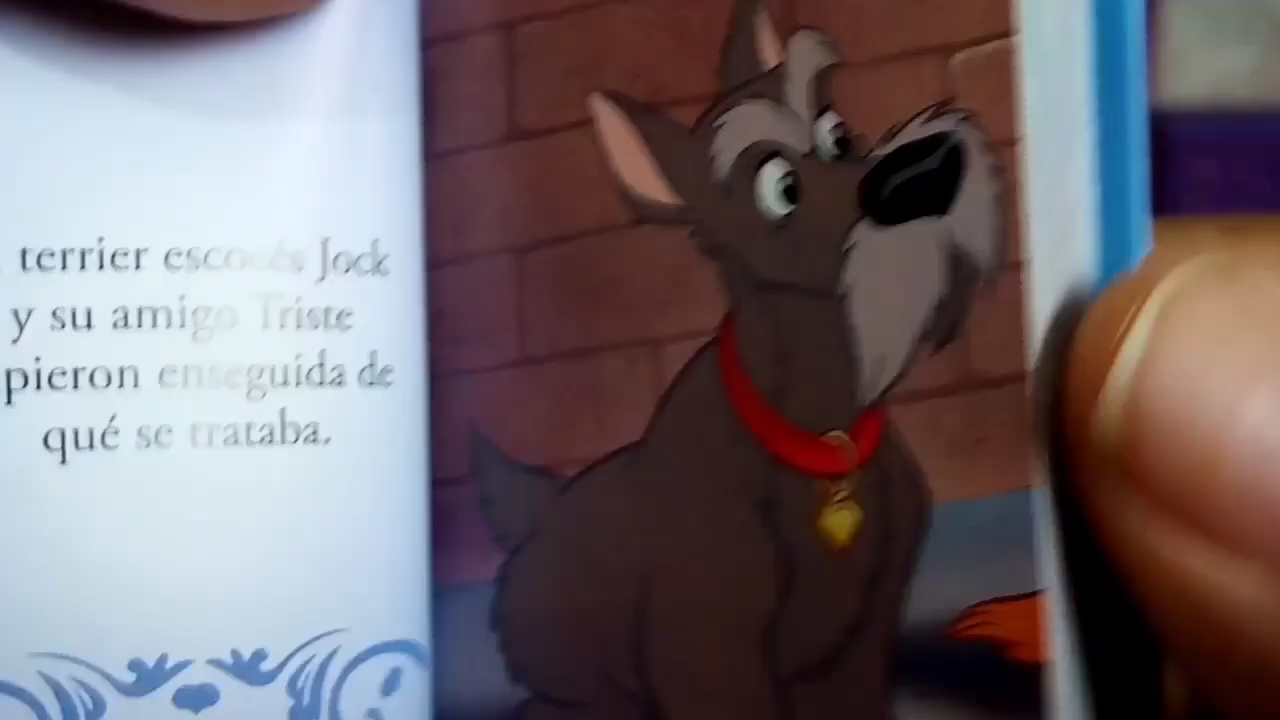 terrier escocés Jock
y su amigo Triste
pieron enseguida de
qué se trataba.